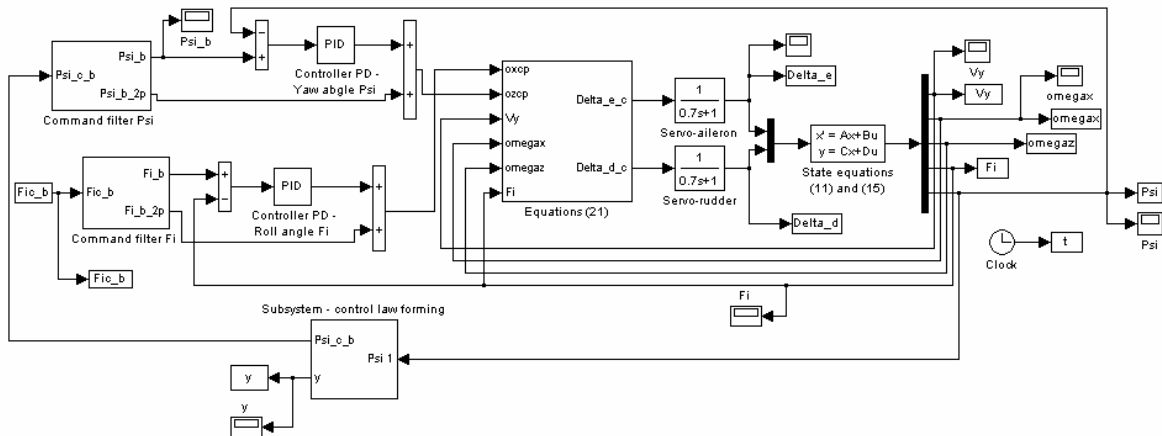 Psi_c_b
Psi_b
Psi_b_2p
Command filter Psi
Psi_b
−
+
PID
Controller PD -
Yaw abgle Psi
+
+
Fic_b
Fic_b
Fi_b
Fi_b_2p
Command filter Fi
Fic_b
+
−
PID
Controller PD -
Roll angle Fi
+
+
oxcp
ozcp
Vy
omegax
omegaz
Fi
Delta_e_c
Delta_d_c
Equations (21)
1
0.7s+1
Servo-aileron
1
0.7s+1
Servo-rudder
Delta_e
Delta_d
x' = Ax+Bu
y = Cx+Du
State equations
(11) and (15)
Vy
Vy
omegax
omegax
omegaz
Fi
Psi
Psi
Clock
t
Fi
Subsystem - control law forming
Psi_c_b
Psi 1
y
y
y